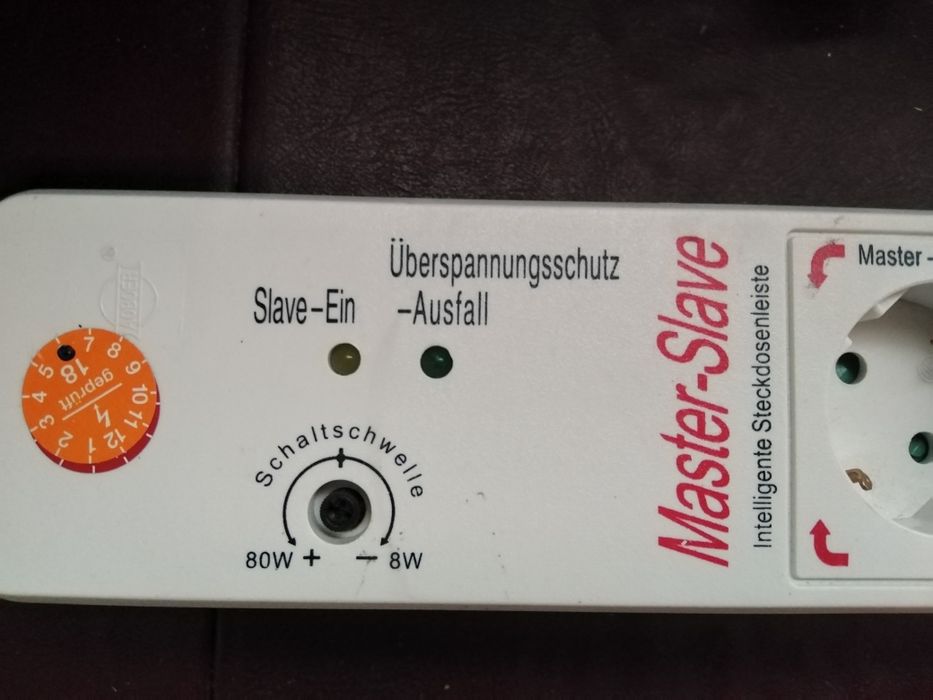 Überspannungsschutz
Slave-Ein
-Ausfall
Schaltschwelle
80W + - 8W
Master-Slave
Intelligente Steckdosenleiste
Master-
18
geprüft
1 2 3 4 5 7 8 9 10 11 12